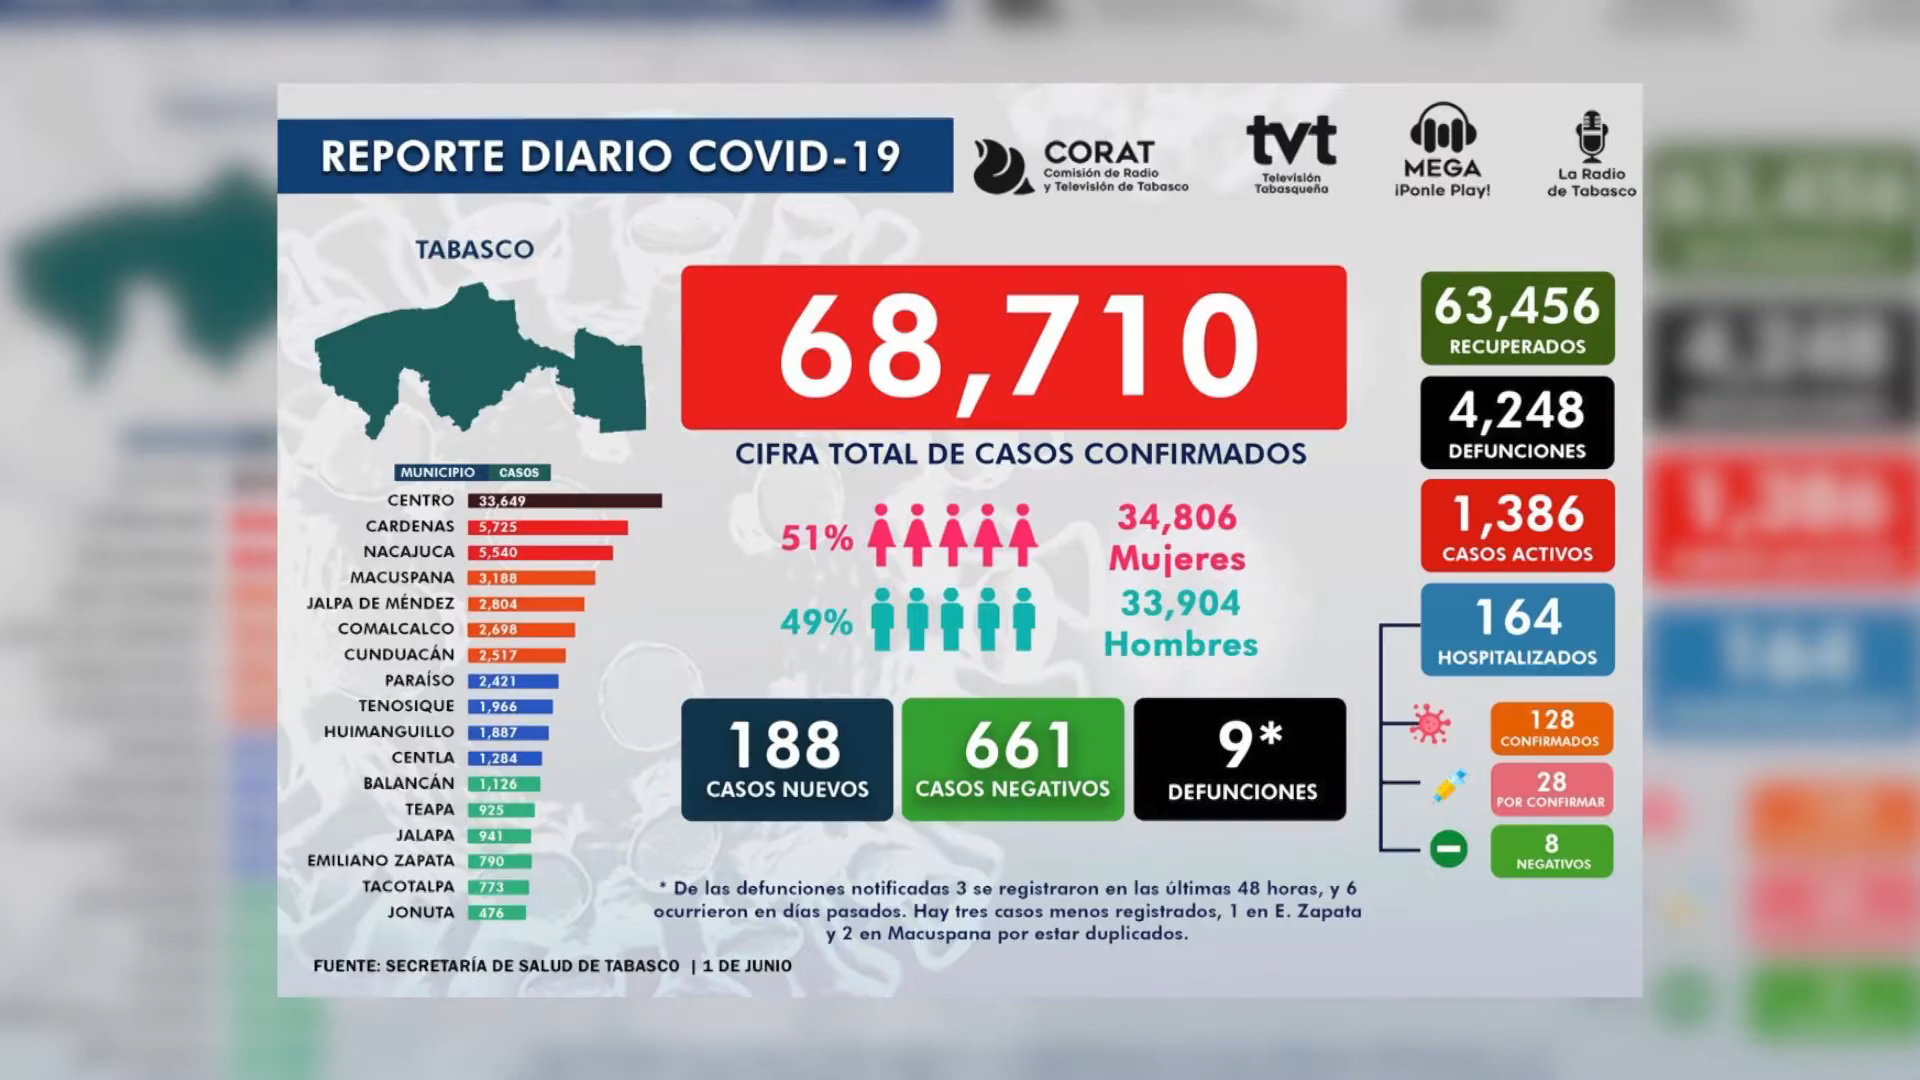 REPORTE DIARIO COVID-19
CORAT
Comisión de Radio
y Televisión de Tabasco
tvt
Televisión
Tabasqueña
MEGA
¡Ponle Play!
La Radio
de Tabasco
TABASCO
MUNICIPIO CASOS
CENTRO 33,649
CARDENAS 5,725
NACAJUCA 5,540
MACUSPANA 3,188
JALPA DE MÉNDEZ 2,804
COMALCALCO 2,698
CUNDUACÁN 2,517
PARAÍSO 2,421
TENOSIQUE 1,966
HUIMANGUILLO 1,887
CENTLA 1,284
BALANCÁN 1,126
TEAPA 925
JALAPA 941
EMILIANO ZAPATA 790
TACOTALPA 773
JONUTA 476
68,710
CIFRA TOTAL DE CASOS CONFIRMADOS
51% 34,806
Mujeres
49% 33,904
Hombres
188
CASOS NUEVOS
661
CASOS NEGATIVOS
9*
DEFUNCIONES
63,456
RECUPERADOS
4,248
DEFUNCIONES
1,386
CASOS ACTIVOS
164
HOSPITALIZADOS
128
CONFIRMADOS
28
POR CONFIRMAR
8
NEGATIVOS
* De las defunciones notificadas 3 se registraron en las últimas 48 horas, y 6
ocurrieron en días pasados. Hay tres casos menos registrados, 1 en E. Zapata
y 2 en Macuspana por estar duplicados.
FUENTE: SECRETARÍA DE SALUD DE TABASCO | 1 DE JUNIO